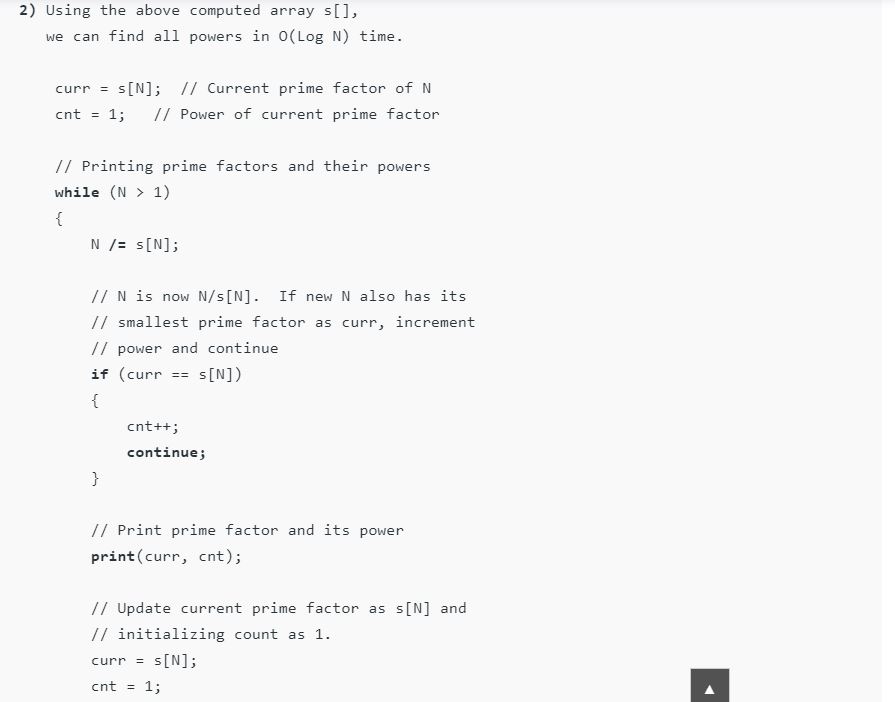 2) Using the above computed array s[],
we can find all powers in O(Log N) time.
curr = s[N];  // Current prime factor of N
cnt = 1;   // Power of current prime factor
// Printing prime factors and their powers
while (N > 1)
{
N /= s[N];
// N is now N/s[N].  If new N also has its
// smallest prime factor as curr, increment
// power and continue
if (curr == s[N])
{
cnt++;
continue;
}
// Print prime factor and its power
print(curr, cnt);
// Update current prime factor as s[N] and
// initializing count as 1.
curr = s[N];
cnt = 1;